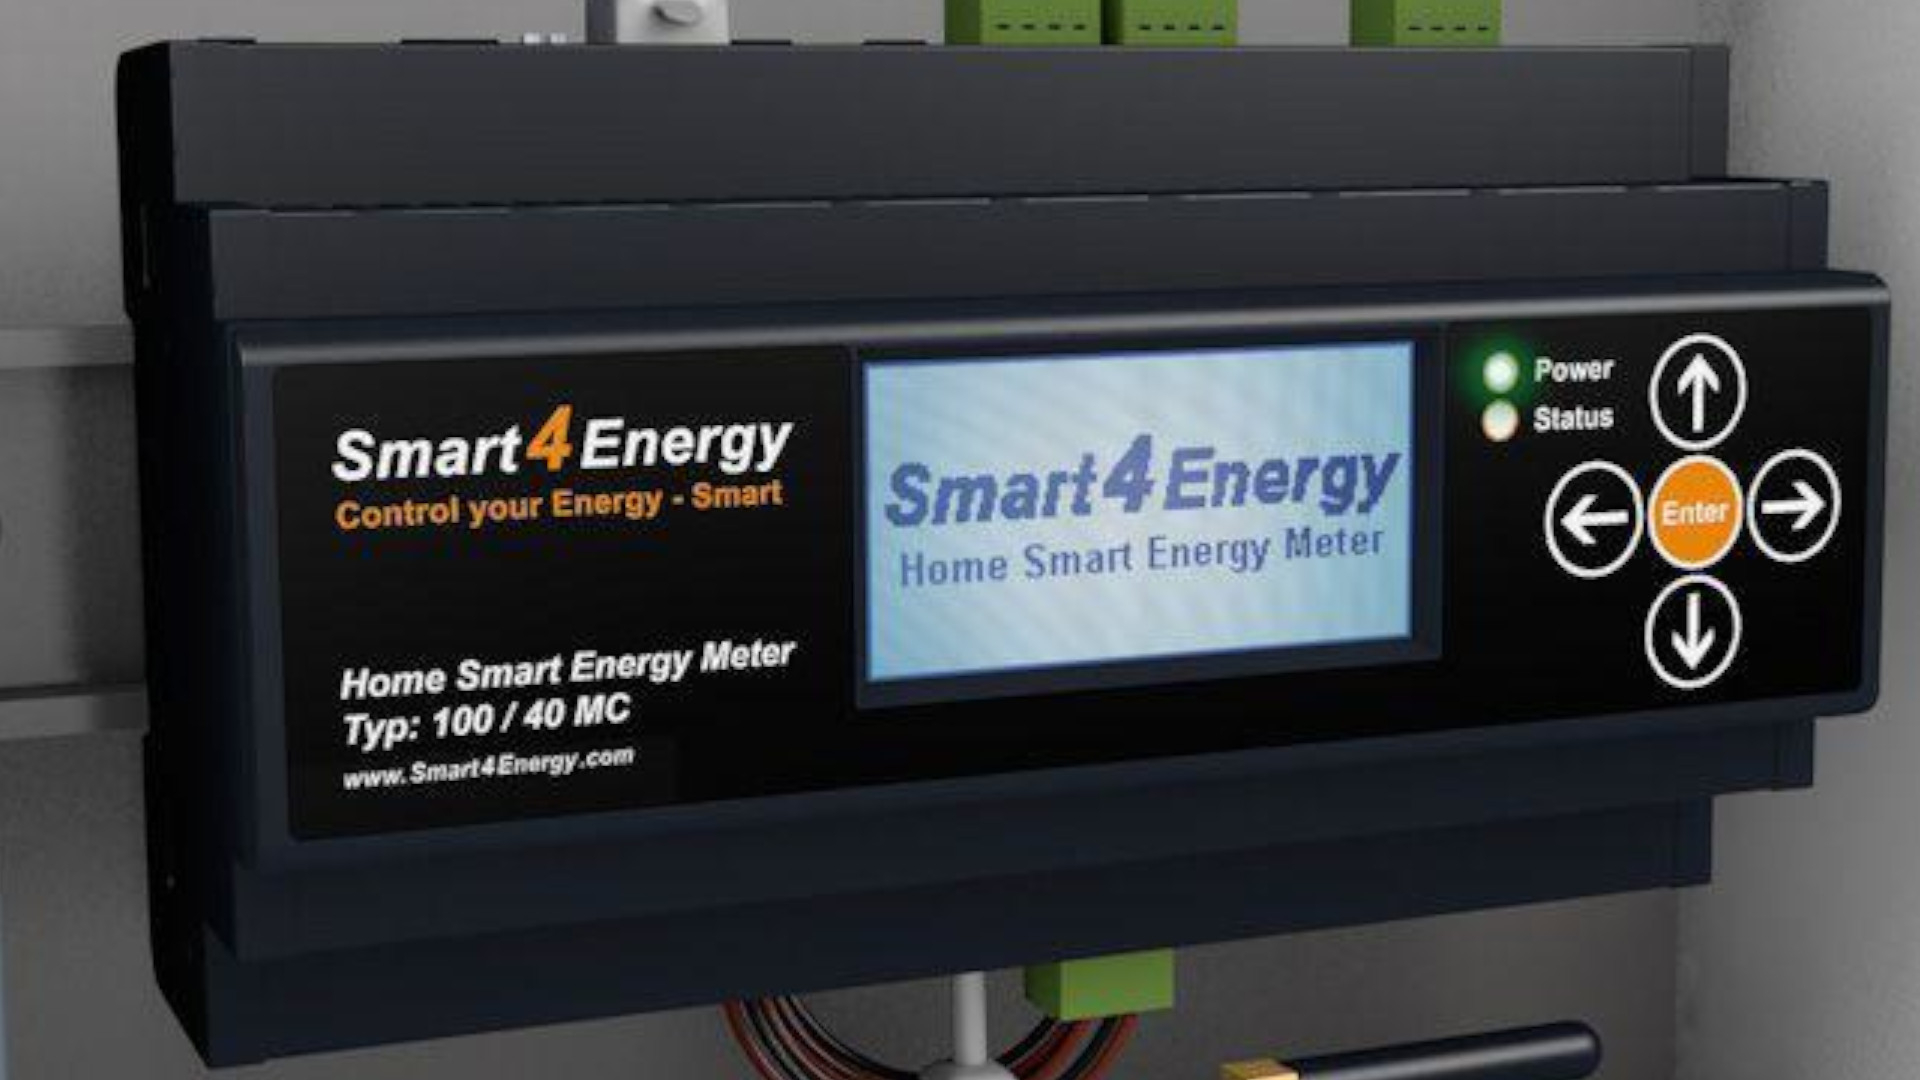 Smart4Energy
Control your Energy - Smart
Home Smart Energy Meter
Typ: 100 / 40 MC
www.Smart4Energy.com
Smart4Energy
Home Smart Energy Meter
Power
Status
Enter